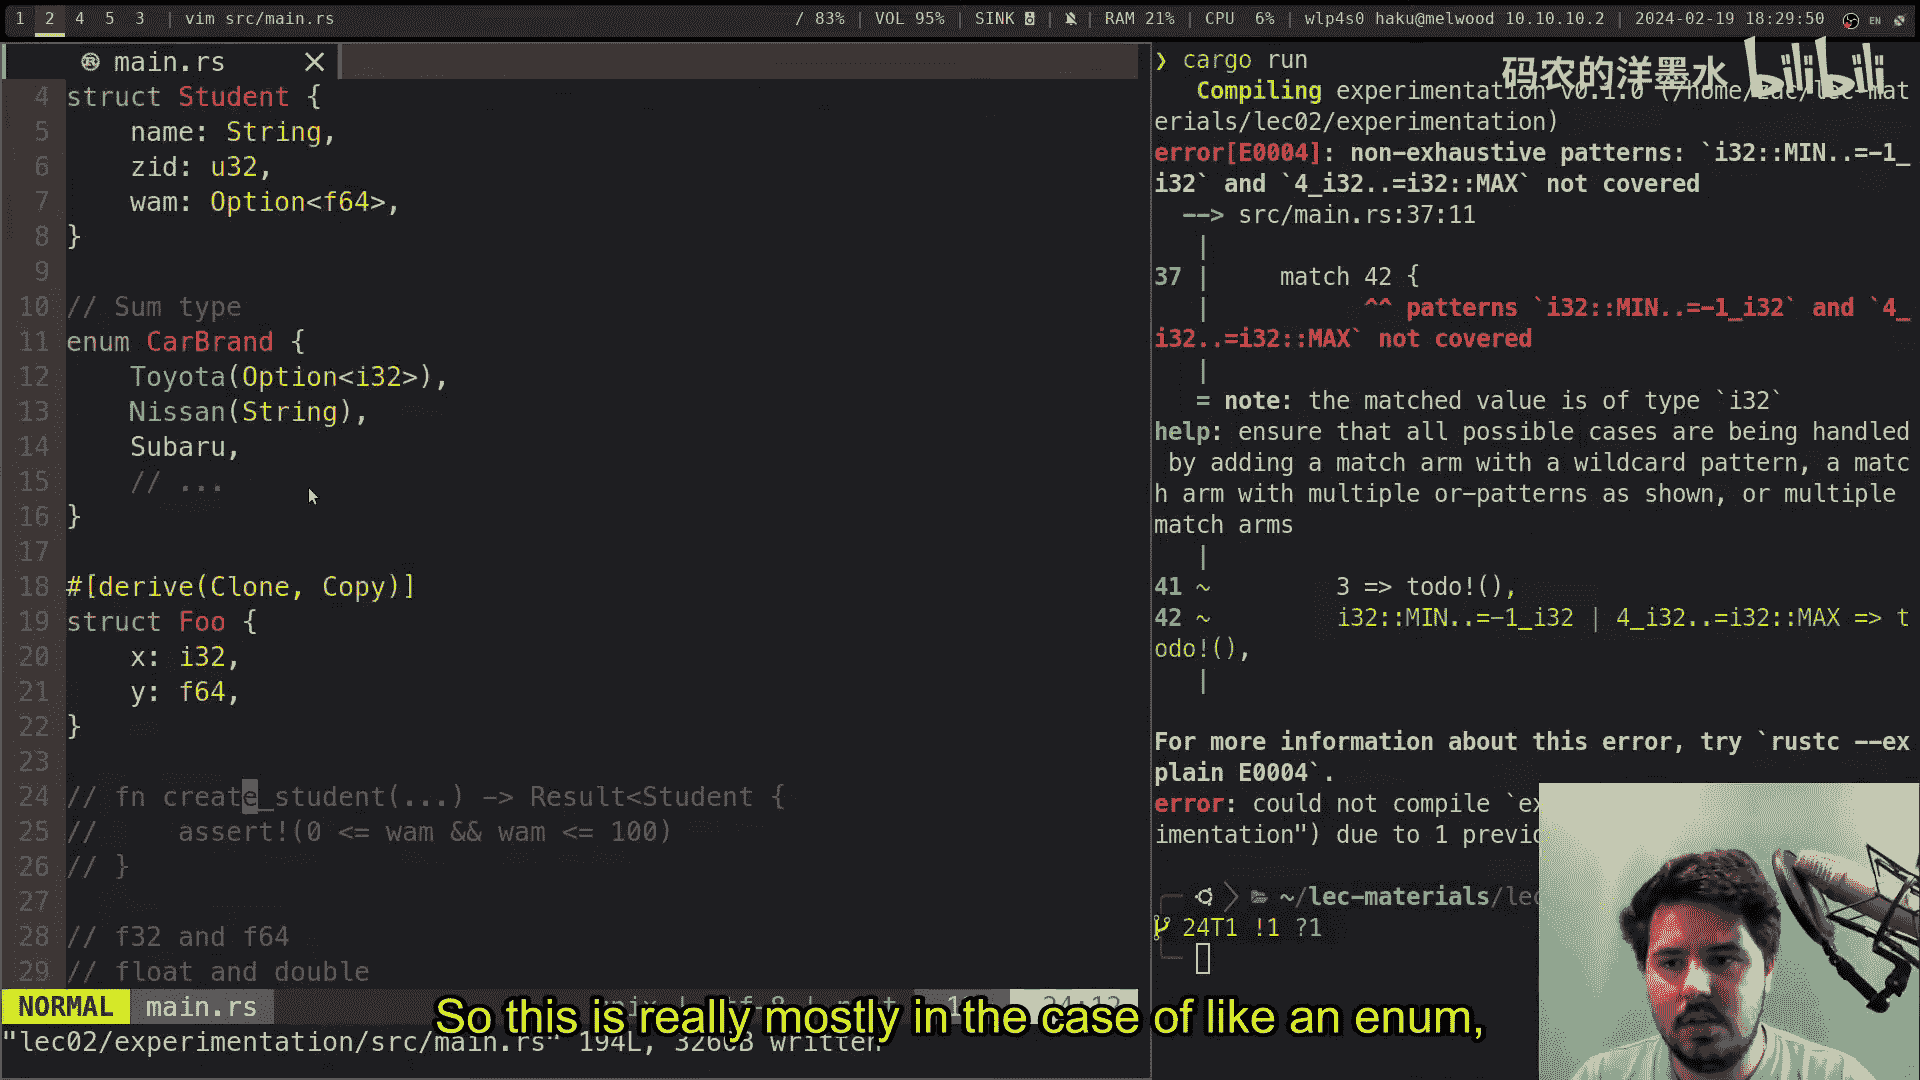 1 2 4 5 3 | vim src/main.rs
/ 83% | VOL 95% | SINK | | RAM 21% | CPU 6% | wlp4s0 haku@melwood 10.10.10.2 | 2024-02-19 18:29:50 EN
main.rs
4 struct Student {
5 name: String,
6 zid: u32,
7 wam: Option<f64>,
8 }
9
10 // Sum type
11 enum CarBrand {
12 Toyota(Option<i32>),
13 Nissan(String),
14 Subaru,
15 // ...
16 }
17
18 #[derive(Clone, Copy)]
19 struct Foo {
20 x: i32,
21 y: f64,
22 }
23
24 // fn create_student(...) -> Result<Student {
25 // assert!(0 <= wam && wam <= 100)
26 // }
27
28 // f32 and f64
29 // float and double
NORMAL main.rs
"lec02/experimentation/src/main.rs" 194L, 3260B written
❯ cargo run
码农的洋墨水 bilibili
Compiling experimentation v0.1.0
erials/lec02/experimentation)
error[E0004]: non-exhaustive patterns: `i32::MIN..=-1_
i32` and `4_i32..=i32::MAX` not covered
--> src/main.rs:37:11
|
37 | match 42 {
| ^^ patterns `i32::MIN..=-1_i32` and `4_
i32..=i32::MAX` not covered
|
= note: the matched value is of type `i32`
help: ensure that all possible cases are being handled
by adding a match arm with a wildcard pattern, a matc
h arm with multiple or-patterns as shown, or multiple
match arms
|
41 ~ 3 => todo!(),
42 ~ i32::MIN..=-1_i32 | 4_i32..=i32::MAX => t
odo!(),
|
For more information about this error, try `rustc --ex
plain E0004`.
error: could not compile `ex
imentation") due to 1 previo
~/lec-materials/lec
24T1 !1 ?1
So this is really mostly in the case of like an enum,